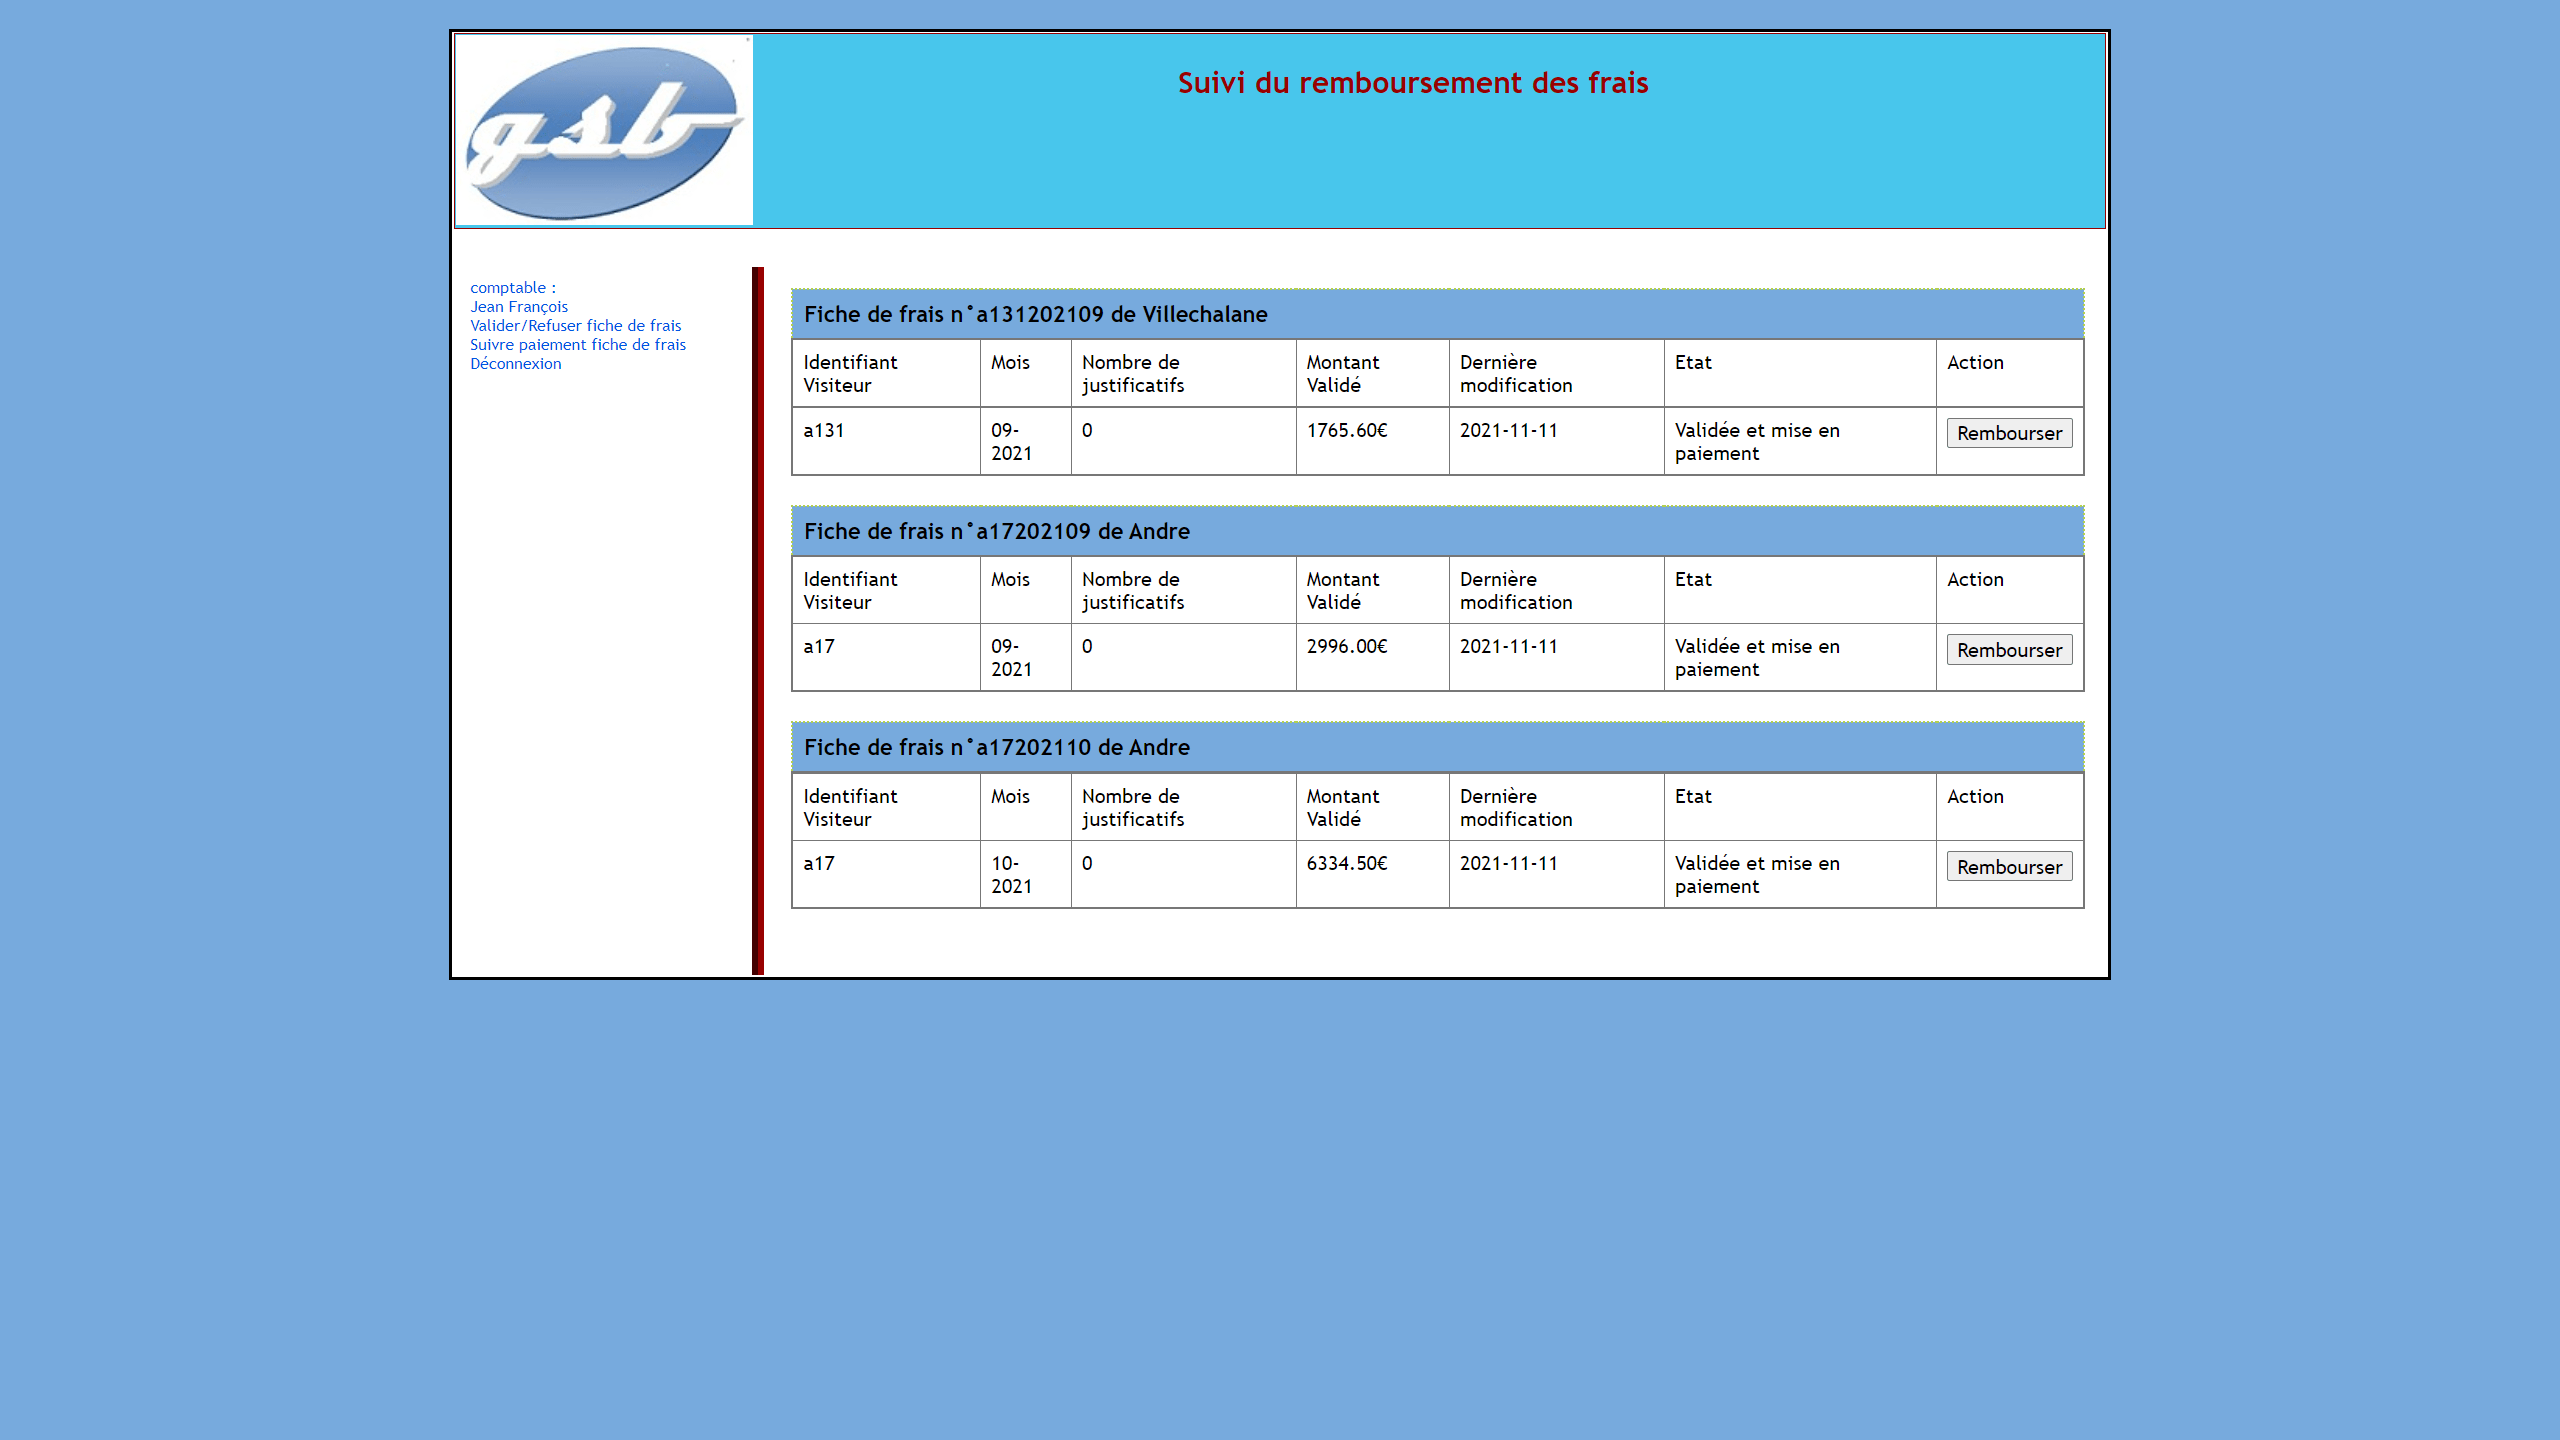 gsb
Suivi du remboursement des frais
comptable :
Jean François
Valider/Refuser fiche de frais
Suivre paiement fiche de frais
Déconnexion
Fiche de frais n°a131202109 de Villechalane
Identifiant Visiteur Mois Nombre de justificatifs Montant Validé Dernière modification Etat Action
a131 09-2021 0 1765.60€ 2021-11-11 Validée et mise en paiement Rembourser
Fiche de frais n°a17202109 de Andre
Identifiant Visiteur Mois Nombre de justificatifs Montant Validé Dernière modification Etat Action
a17 09-2021 0 2996.00€ 2021-11-11 Validée et mise en paiement Rembourser
Fiche de frais n°a17202110 de Andre
Identifiant Visiteur Mois Nombre de justificatifs Montant Validé Dernière modification Etat Action
a17 10-2021 0 6334.50€ 2021-11-11 Validée et mise en paiement Rembourser